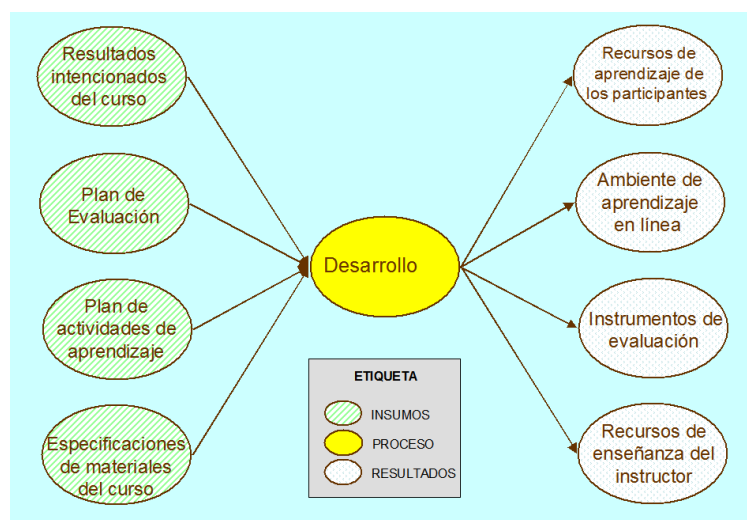 Resultados
intencionados
del curso
Plan de
Evaluación
Plan de
actividades de
aprendizaje
Especificaciones
de materiales
del curso
Desarrollo
Recursos de
aprendizaje de
los participantes
Ambiente de
aprendizaje
en línea
Instrumentos de
evaluación
Recursos de
enseñanza del
instructor
ETIQUETA
INSUMOS
PROCESO
RESULTADOS